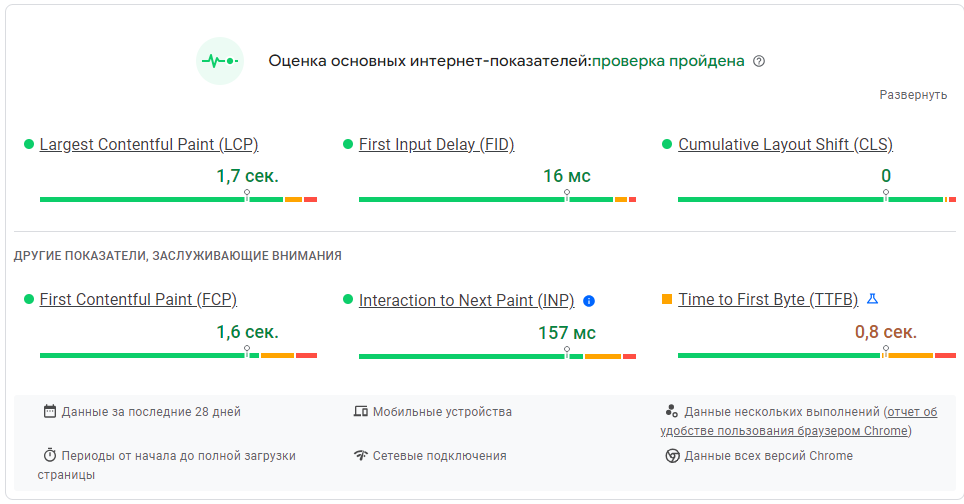 Оценка основных интернет-показателей:проверка пройдена
Развернуть
Largest Contentful Paint (LCP)
1,7 сек.
First Input Delay (FID)
16 мс
Cumulative Layout Shift (CLS)
0
ДРУГИЕ ПОКАЗАТЕЛИ, ЗАСЛУЖИВАЮЩИЕ ВНИМАНИЯ
First Contentful Paint (FCP)
1,6 сек.
Interaction to Next Paint (INP)
157 мс
Time to First Byte (TTFB)
0,8 сек.
Данные за последние 28 дней
Мобильные устройства
Данные нескольких выполнений (отчет об
удобстве пользования браузером Chrome)
Периоды от начала до полной загрузки
страницы
Сетевые подключения
Данные всех версий Chrome